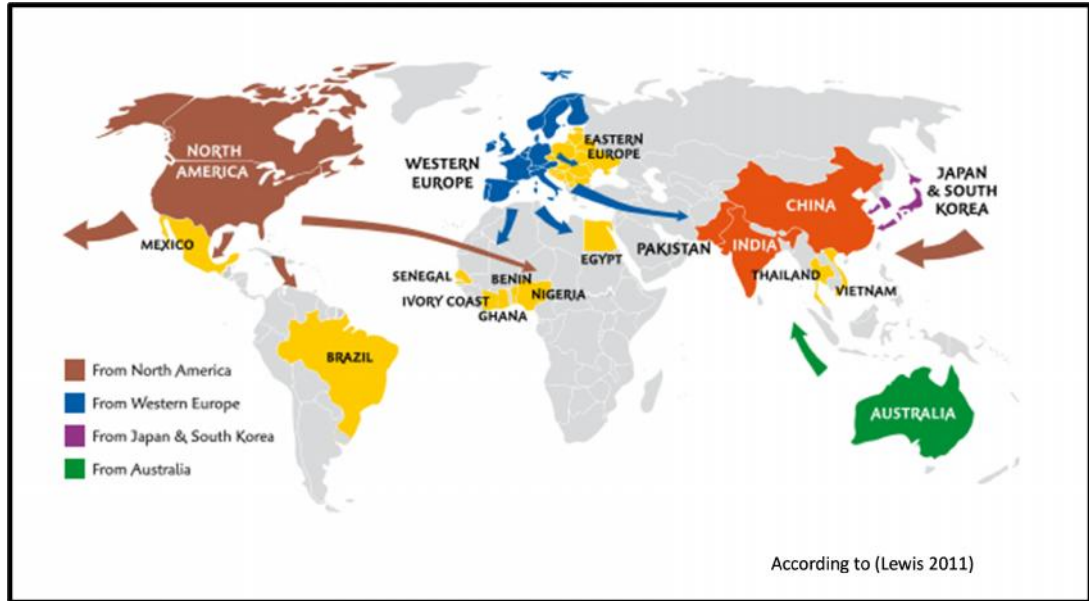 NORTH
AMERICA
WESTERN
EUROPE
EASTERN
EUROPE
JAPAN
& SOUTH
KOREA
CHINA
MEXICO
PAKISTAN
INDIA
EGYPT
SENEGAL
BENIN
THAILAND
NIGERIA
IVORY COAST
VIETNAM
GHANA
BRAZIL
From North America
From Western Europe
From Japan & South Korea
From Australia
AUSTRALIA
According to (Lewis 2011)